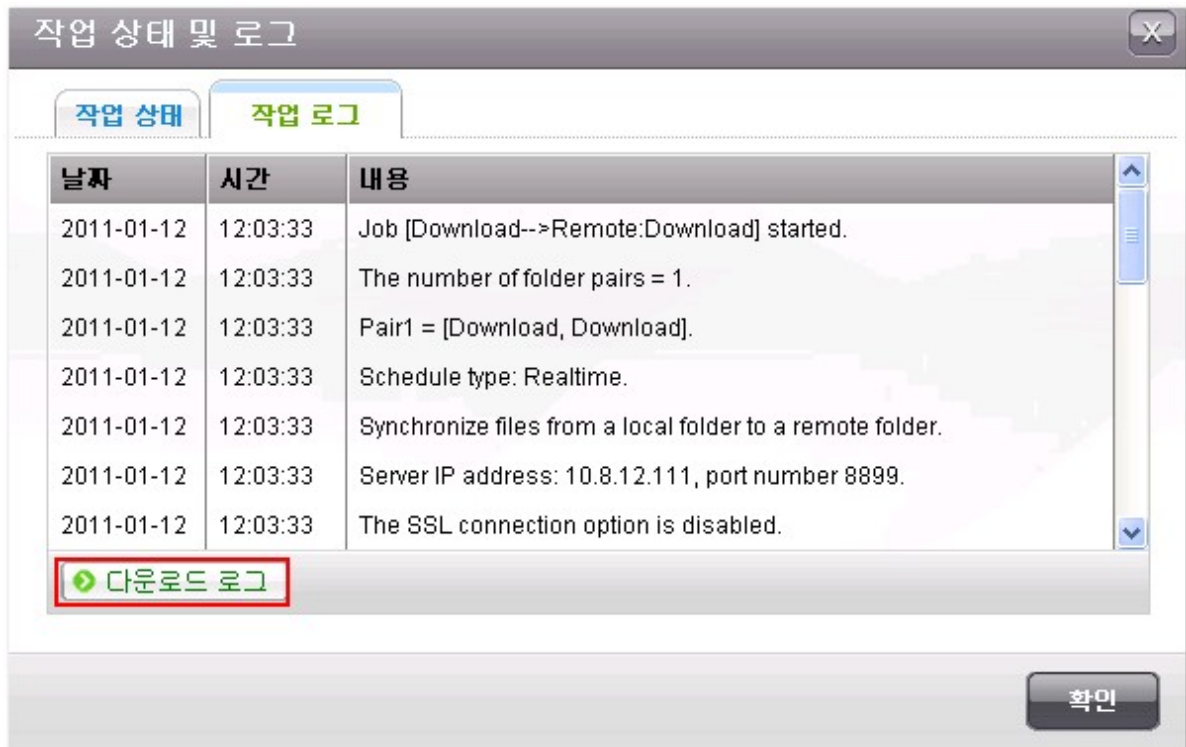 작업 상태 및 로그
X
작업 상태 작업 로그
날짜 시간 내용
2011-01-12 12:03:33 Job [Download-->Remote:Download] started.
2011-01-12 12:03:33 The number of folder pairs = 1.
2011-01-12 12:03:33 Pair1 = [Download, Download].
2011-01-12 12:03:33 Schedule type: Realtime.
2011-01-12 12:03:33 Synchronize files from a local folder to a remote folder.
2011-01-12 12:03:33 Server IP address: 10.8.12.111, port number 8899.
2011-01-12 12:03:33 The SSL connection option is disabled.
다운로드 로그
확인